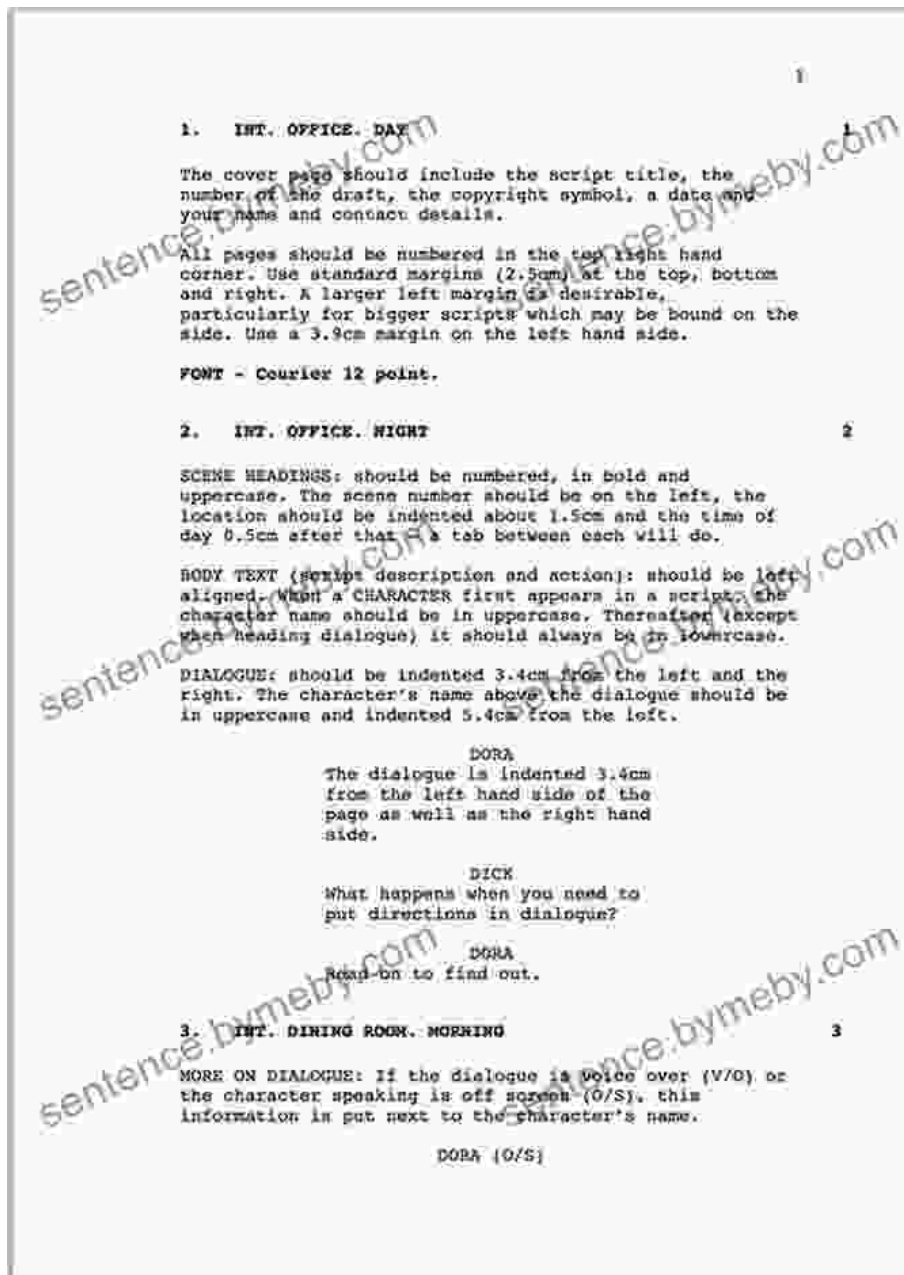 1
1. INT. OFFICE. DAY 1
The cover page should include the script title, the
number of the draft, the copyright symbol, a date and
your name and contact details.
All pages should be numbered in the top right hand
corner. Use standard margins (2.5cm) at the top, bottom
and right. A larger left margin is desirable,
particularly for bigger scripts which may be bound on the
side. Use a 3.9cm margin on the left hand side.
FONT - Courier 12 point.
2. INT. OFFICE. NIGHT 2
SCENE HEADINGS: should be numbered, in bold and
uppercase. The scene number should be on the left, the
location should be indented about 1.5cm and the time of
day 0.5cm after that - a tab between each will do.
BODY TEXT (script description and action): should be left
aligned. When a CHARACTER first appears in a script, the
character name should be in uppercase. Thereafter (except
when heading dialogue) it should always be in lowercase.
DIALOGUE: should be indented 3.4cm from the left and the
right. The character's name above the dialogue should be
in uppercase and indented 5.4cm from the left.
DORA
The dialogue is indented 3.4cm
from the left hand side of the
page as well as the right hand
side.
DICK
What happens when you need to
put directions in dialogue?
DORA
Read on to find out.
3. INT. DINING ROOM. MORNING 3
MORE ON DIALOGUE: If the dialogue is voice over (V/O) or
the character speaking is off screen (O/S), this
information is put next to the character's name.
DORA (O/S)
sentence.bymeby.com
sentence.bymeby.com
sentence.bymeby.com
sentence.bymeby.com
sentence.bymeby.com
sentence.bymeby.com